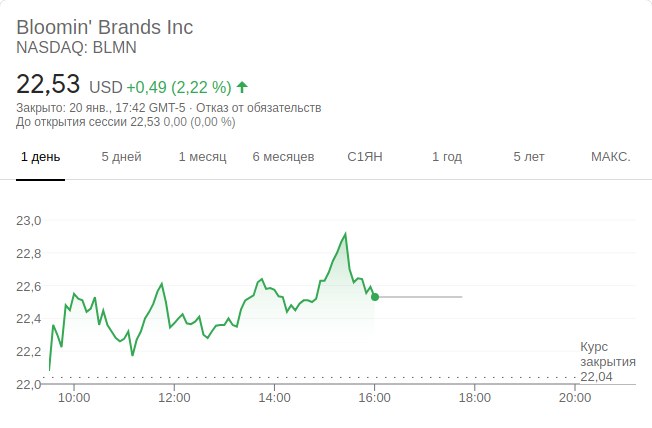 Bloomin' Brands Inc
NASDAQ: BLMN
22,53 USD +0,49 (2,22 %)
Закрыто: 20 янв., 17:42 GMT-5 · Отказ от обязательств
До открытия сессии 22,53 0,00 (0,00 %)
1 день 5 дней 1 месяц 6 месяцев С1ЯН 1 год 5 лет МАКС.
23,0
22,8
22,6
22,4
22,2
22,0
Курс
закрытия
22,04
10:00 12:00 14:00 16:00 18:00 20:00